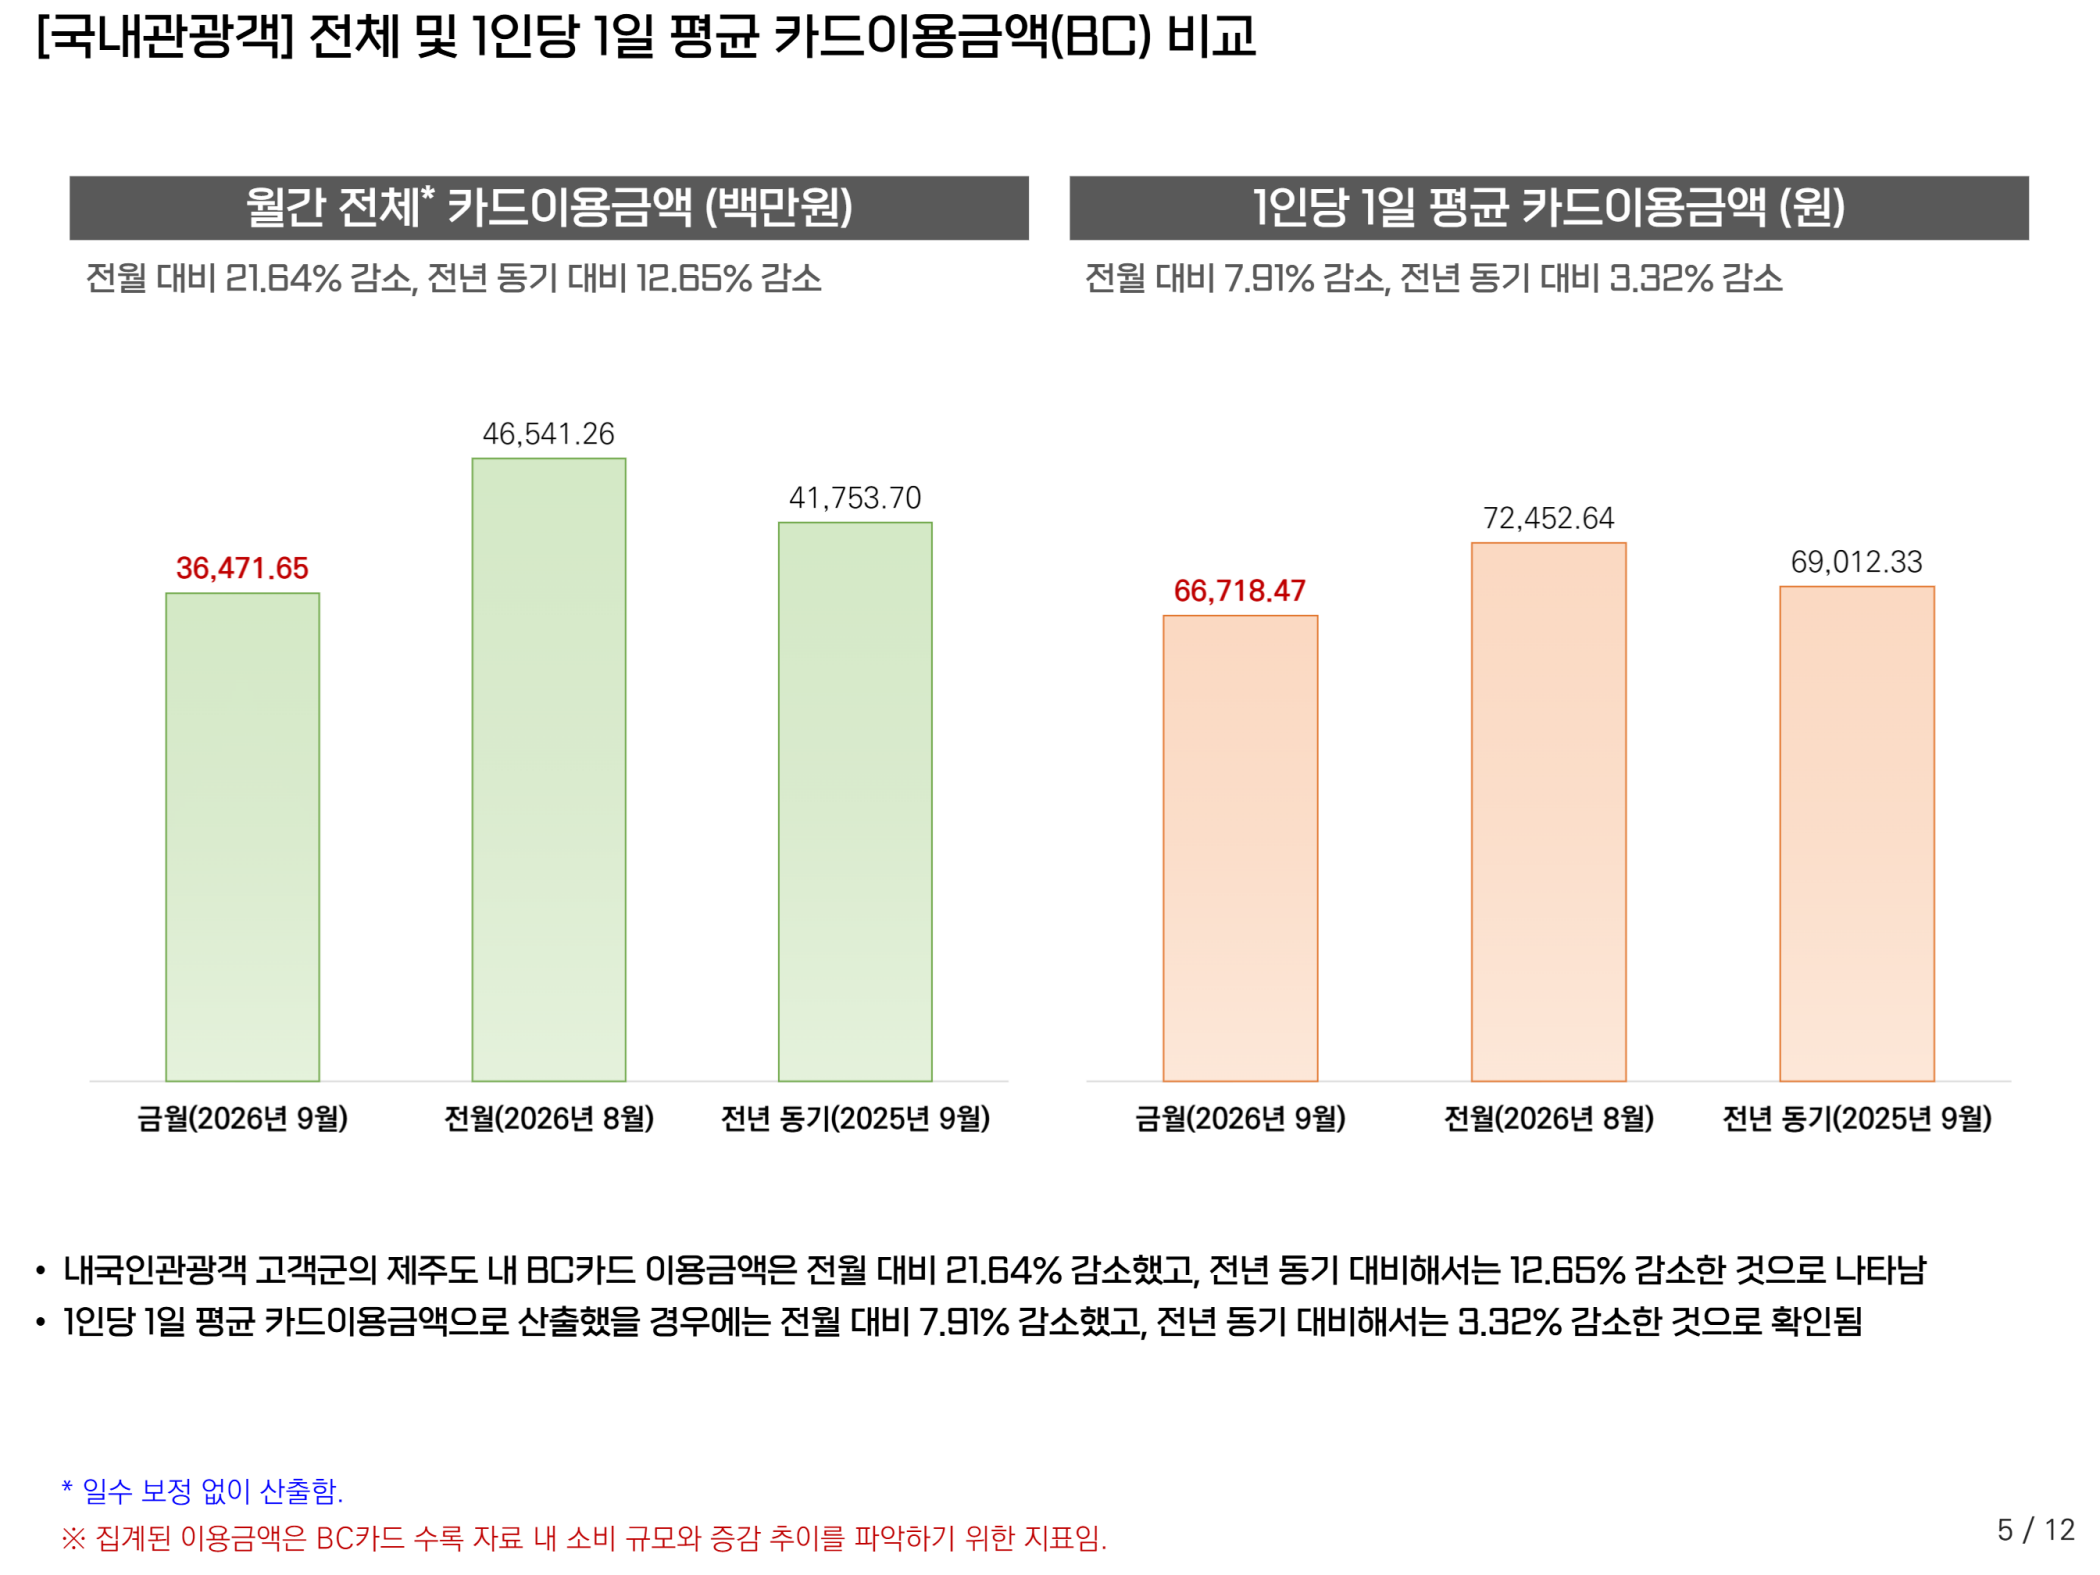 [국내관광객] 전체 및 1인당 1일 평균 카드이용금액(BC) 비교
월간 전체* 카드이용금액 (백만원)
전월 대비 21.64% 감소, 전년 동기 대비 12.65% 감소
46,541.26
41,753.70
36,471.65
금월(2026년 9월)
전월(2026년 8월)
전년 동기(2025년 9월)
1인당 1일 평균 카드이용금액 (원)
전월 대비 7.91% 감소, 전년 동기 대비 3.32% 감소
72,452.64
69,012.33
66,718.47
금월(2026년 9월)
전월(2026년 8월)
전년 동기(2025년 9월)
• 내국인관광객 고객군의 제주도 내 BC카드 이용금액은 전월 대비 21.64% 감소했고, 전년 동기 대비해서는 12.65% 감소한 것으로 나타남
• 1인당 1일 평균 카드이용금액으로 산출했을 경우에는 전월 대비 7.91% 감소했고, 전년 동기 대비해서는 3.32% 감소한 것으로 확인됨
* 일수 보정 없이 산출함.
※ 집계된 이용금액은 BC카드 수록 자료 내 소비 규모와 증감 추이를 파악하기 위한 지표임.
5 / 12